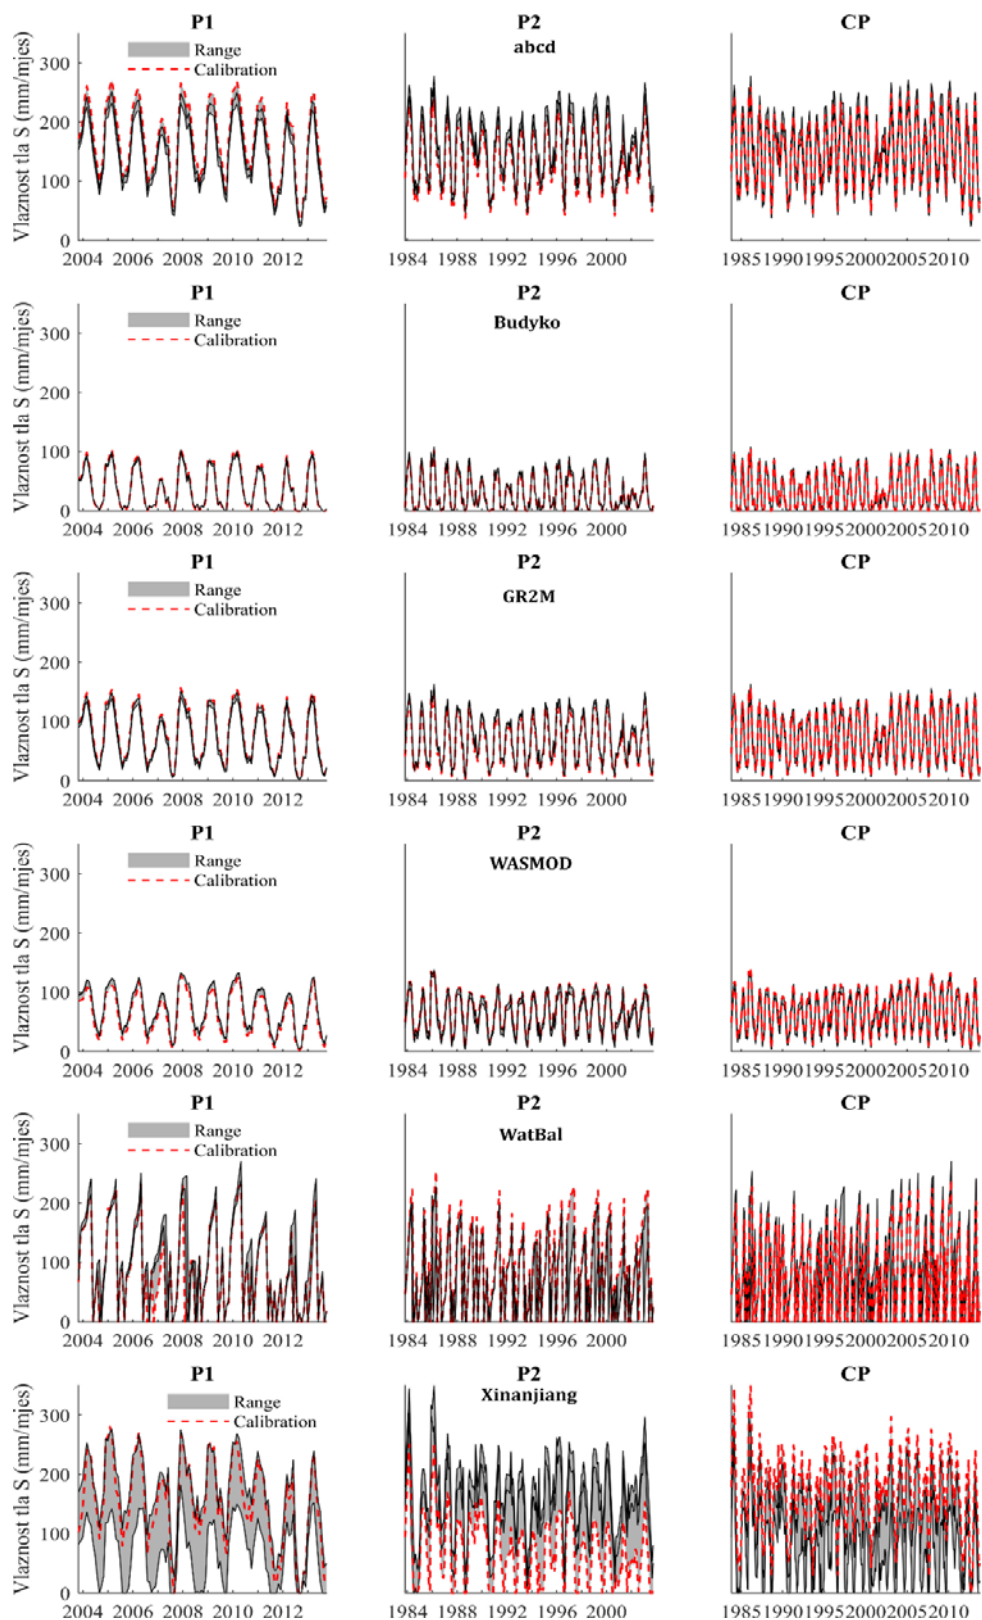 P1 P2 CP
abcd
Range
Calibration
Vlaznost tla S (mm/mjes)
300
200
100
0
2004 2006 2008 2010 2012
1984 1988 1992 1996 2000
1985 1990 1995 2000 2005 2010
P1 P2 CP
Budyko
Range
Calibration
Vlaznost tla S (mm/mjes)
300
200
100
0
2004 2006 2008 2010 2012
1984 1988 1992 1996 2000
1985 1990 1995 2000 2005 2010
P1 P2 CP
GR2M
Range
Calibration
Vlaznost tla S (mm/mjes)
300
200
100
0
2004 2006 2008 2010 2012
1984 1988 1992 1996 2000
1985 1990 1995 2000 2005 2010
P1 P2 CP
WASMOD
Range
Calibration
Vlaznost tla S (mm/mjes)
300
200
100
0
2004 2006 2008 2010 2012
1984 1988 1992 1996 2000
1985 1990 1995 2000 2005 2010
P1 P2 CP
WatBal
Range
Calibration
Vlaznost tla S (mm/mjes)
300
200
100
0
2004 2006 2008 2010 2012
1984 1988 1992 1996 2000
1985 1990 1995 2000 2005 2010
P1 P2 CP
Xinanjiang
Range
Calibration
Vlaznost tla S (mm/mjes)
300
200
100
0
2004 2006 2008 2010 2012
1984 1988 1992 1996 2000
1985 1990 1995 2000 2005 2010